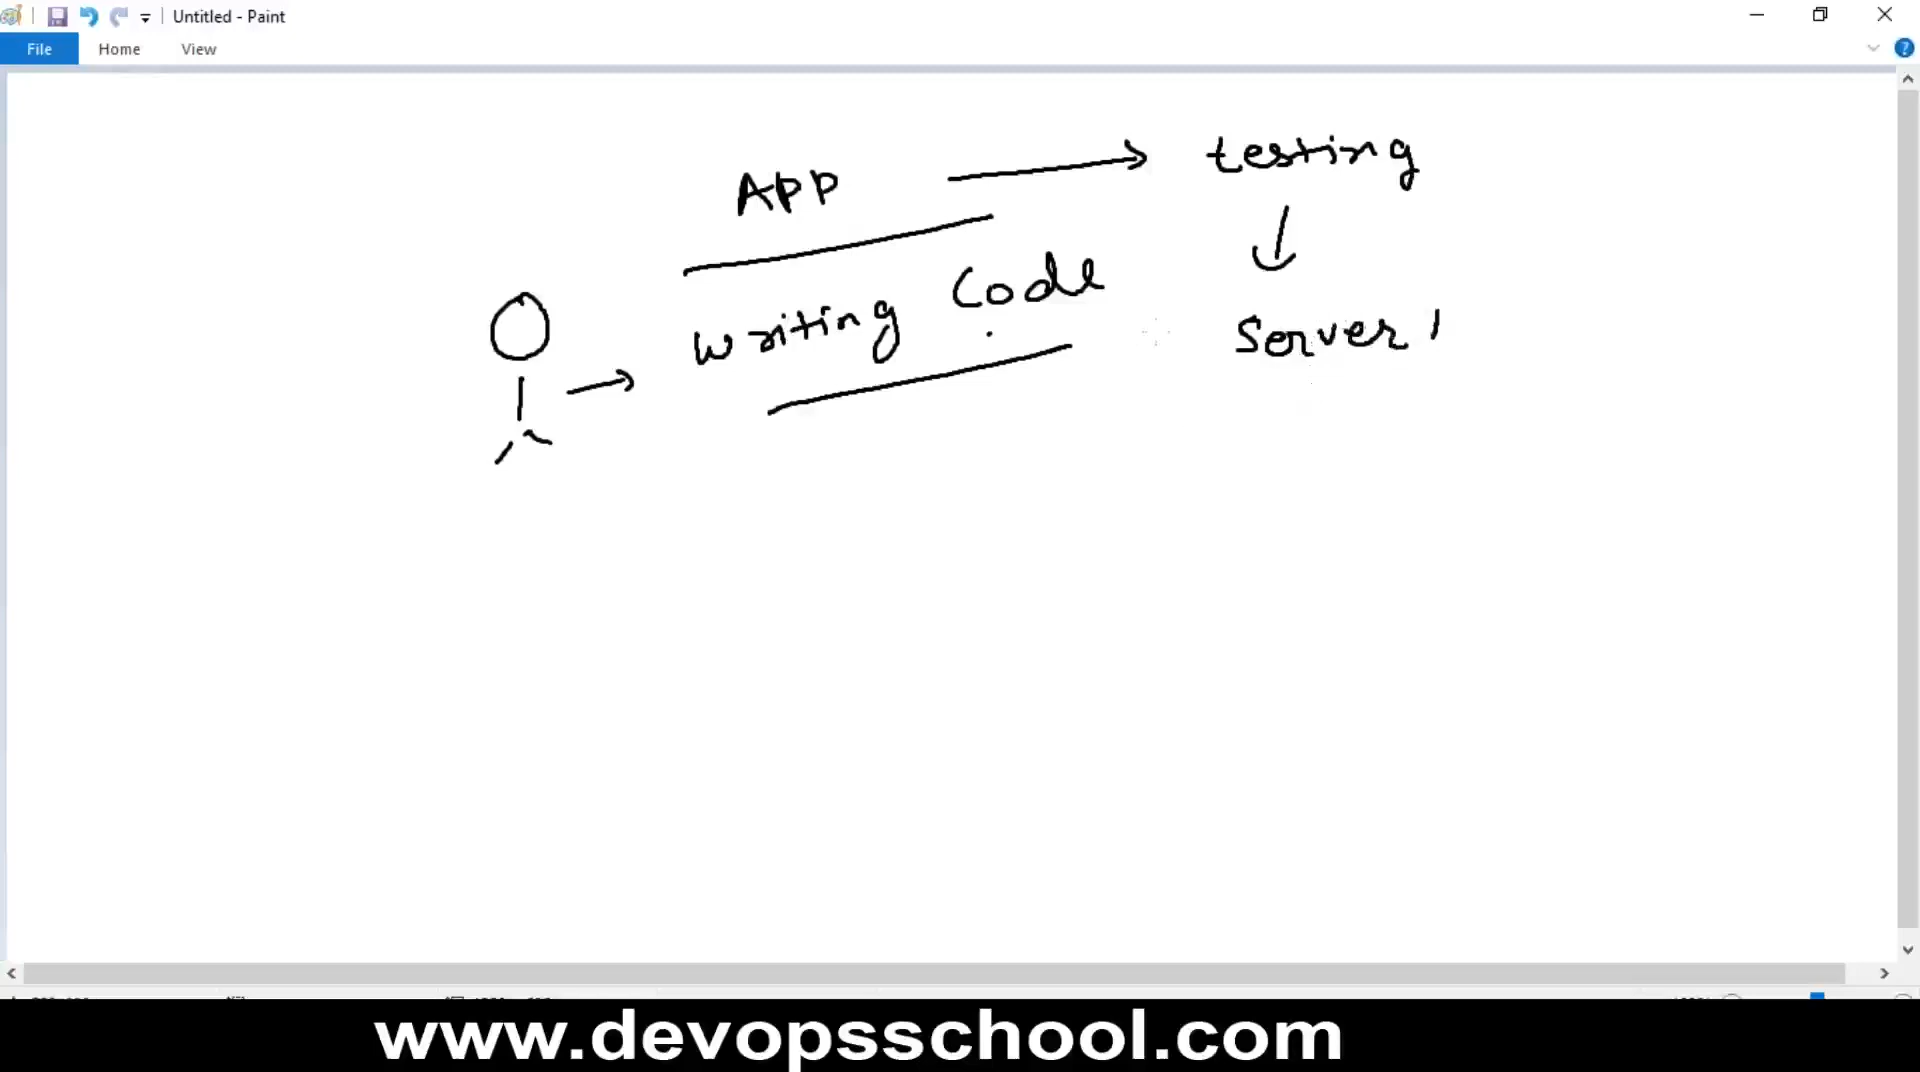 Untitled - Paint
File Home View
App → testing
↓
writing Code
Server
→
www.devopsschool.com